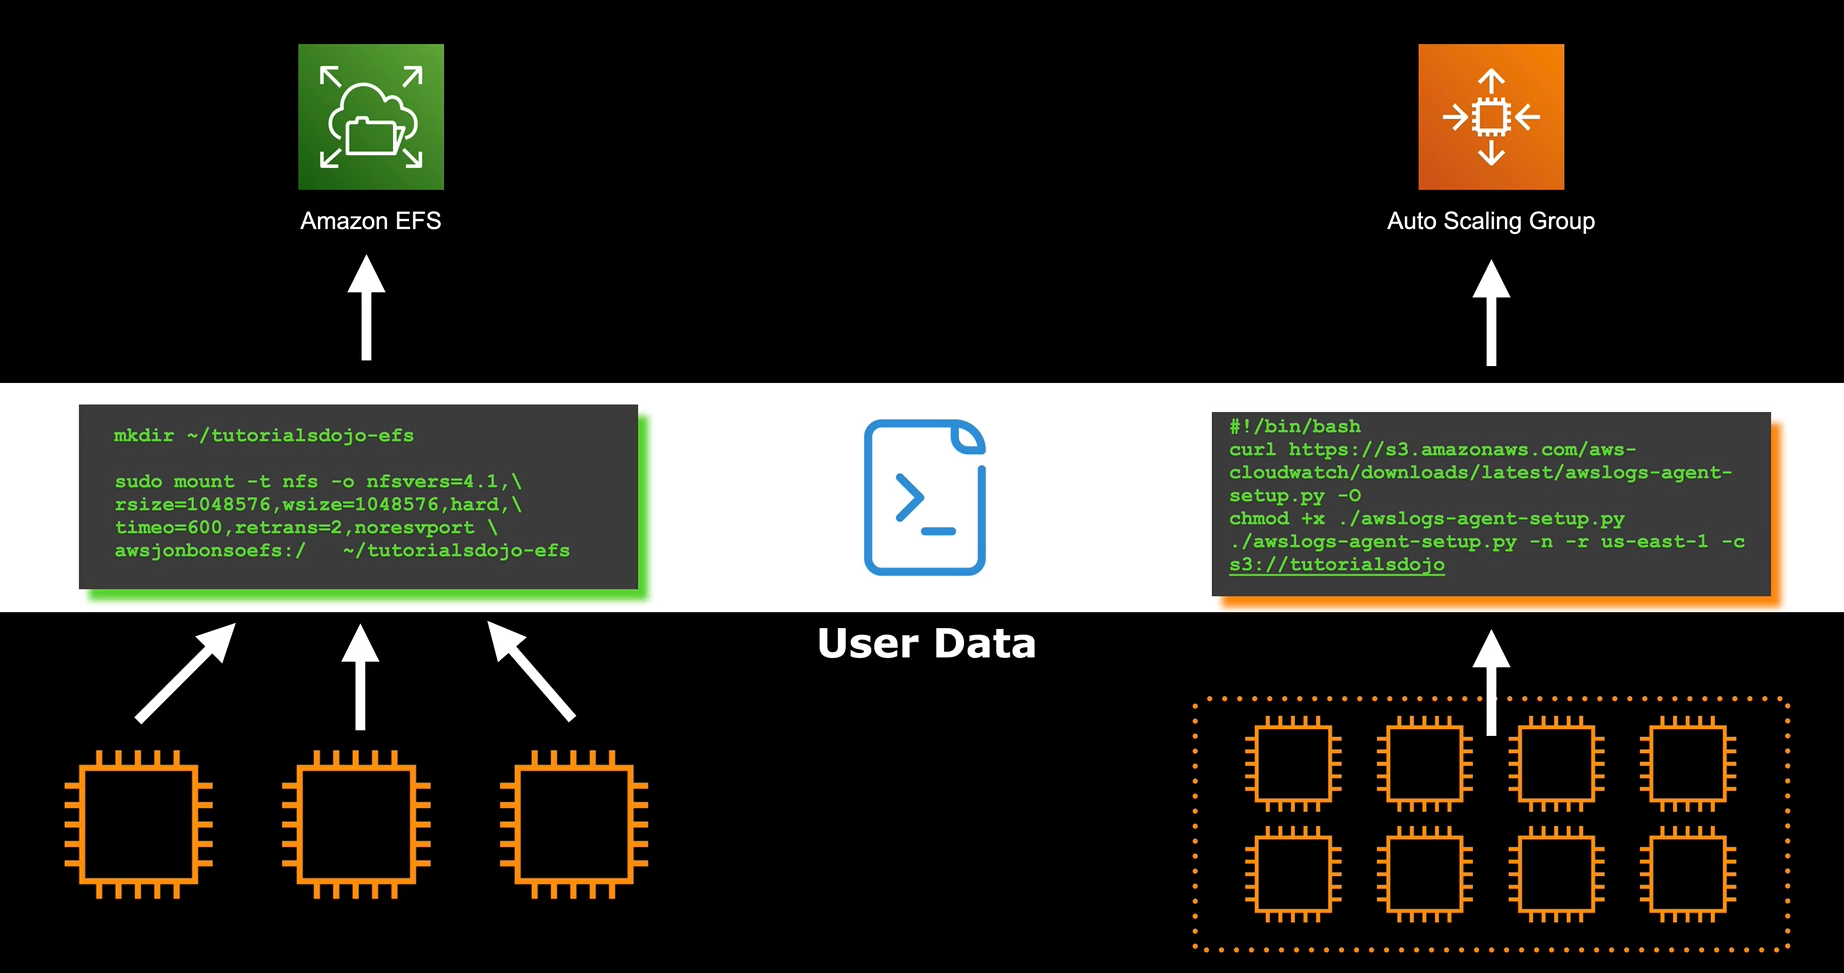 Amazon EFS
Auto Scaling Group
mkdir ~/tutorialsdojo-efs
sudo mount -t nfs -o nfsvers=4.1,\
rsize=1048576,wsize=1048576,hard,\
timeo=600,retrans=2,noresvport \
awsjonbonsoefs:/   ~/tutorialsdojo-efs
#!/bin/bash
curl https://s3.amazonaws.com/aws-
cloudwatch/downloads/latest/awslogs-agent-
setup.py -O
chmod +x ./awslogs-agent-setup.py
./awslogs-agent-setup.py -n -r us-east-1 -c
s3://tutorialsdojo
User Data